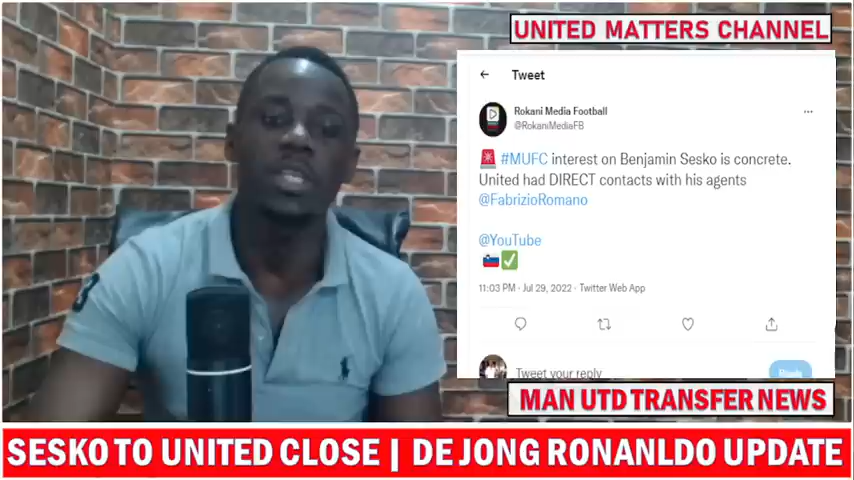 UNITED MATTERS CHANNEL
Tweet
Rokani Media Football
@RokaniMediaFB
#MUFC interest on Benjamin Sesko is concrete.
United had DIRECT contacts with his agents
@FabrizioRomano
@YouTube
11:03 PM · Jul 29, 2022 · Twitter Web App
Tweet your reply
Reply
MAN UTD TRANSFER NEWS
SESKO TO UNITED CLOSE | DE JONG RONANLDO UPDATE
3